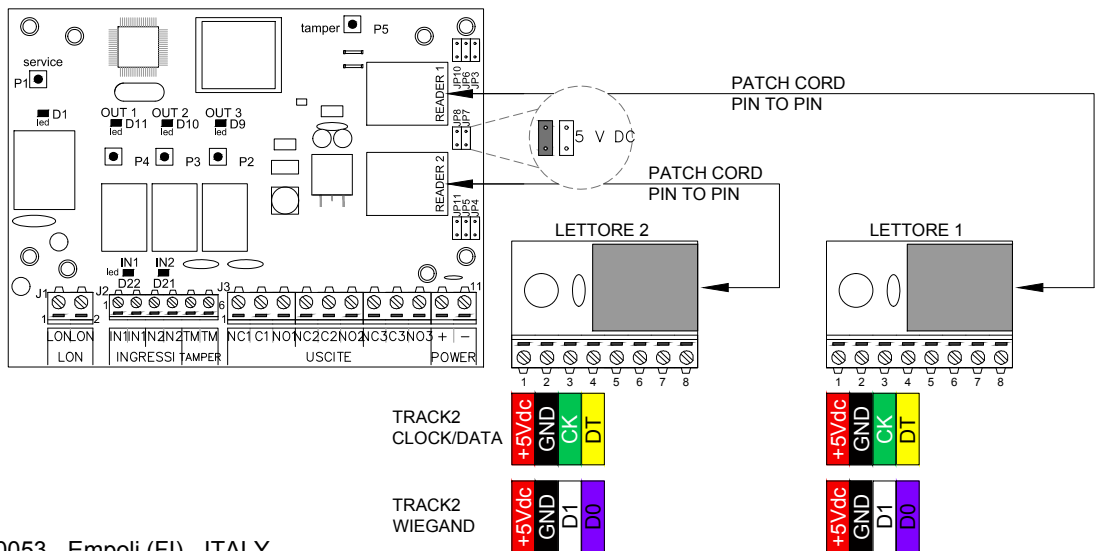 tamper P5
service
P1
D1
led
OUT 1 OUT 2 OUT 3
D11 D10 D9
led led led
P4 P3 P2
READER 1
JP10
JP6
JP3
JP8
JP7
READER 2
JP11
JP5
JP4
5 V DC
PATCH CORD
PIN TO PIN
PATCH CORD
PIN TO PIN
LETTORE 2
LETTORE 1
IN1 IN2
led
D22 D21
J1 J2 J3
1 2 1 6 1 11
LON LON IN1 IN1 IN2 IN2 TM TM NC1 C1 NO1 NC2 C2 NO2 NC3 C3 NO3 + -
LON INGRESSI TAMPER USCITE POWER
1 2 3 4 5 6 7 8
1 2 3 4 5 6 7 8
TRACK2
CLOCK/DATA
+5Vdc GND CK DT
+5Vdc GND CK DT
TRACK2
WIEGAND
+5Vdc GND D1 D0
+5Vdc GND D1 D0
0053 - Empoli (FI) - ITALY